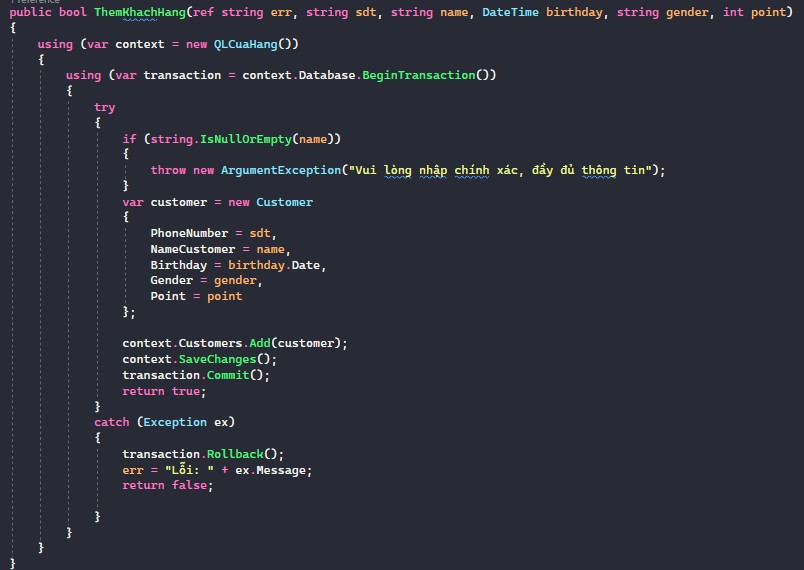 1 reference
public bool ThemKhachHang(ref string err, string sdt, string name, DateTime birthday, string gender, int point)
{
    using (var context = new QLCuaHang())
    {
        using (var transaction = context.Database.BeginTransaction())
        {
            try
            {
                if (string.IsNullOrEmpty(name))
                {
                    throw new ArgumentException("Vui lòng nhập chính xác, đầy đủ thông tin");
                }
                var customer = new Customer
                {
                    PhoneNumber = sdt,
                    NameCustomer = name,
                    Birthday = birthday.Date,
                    Gender = gender,
                    Point = point
                };

                context.Customers.Add(customer);
                context.SaveChanges();
                transaction.Commit();
                return true;
            }
            catch (Exception ex)
            {
                transaction.Rollback();
                err = "Lỗi: " + ex.Message;
                return false;

            }
        }
    }
}